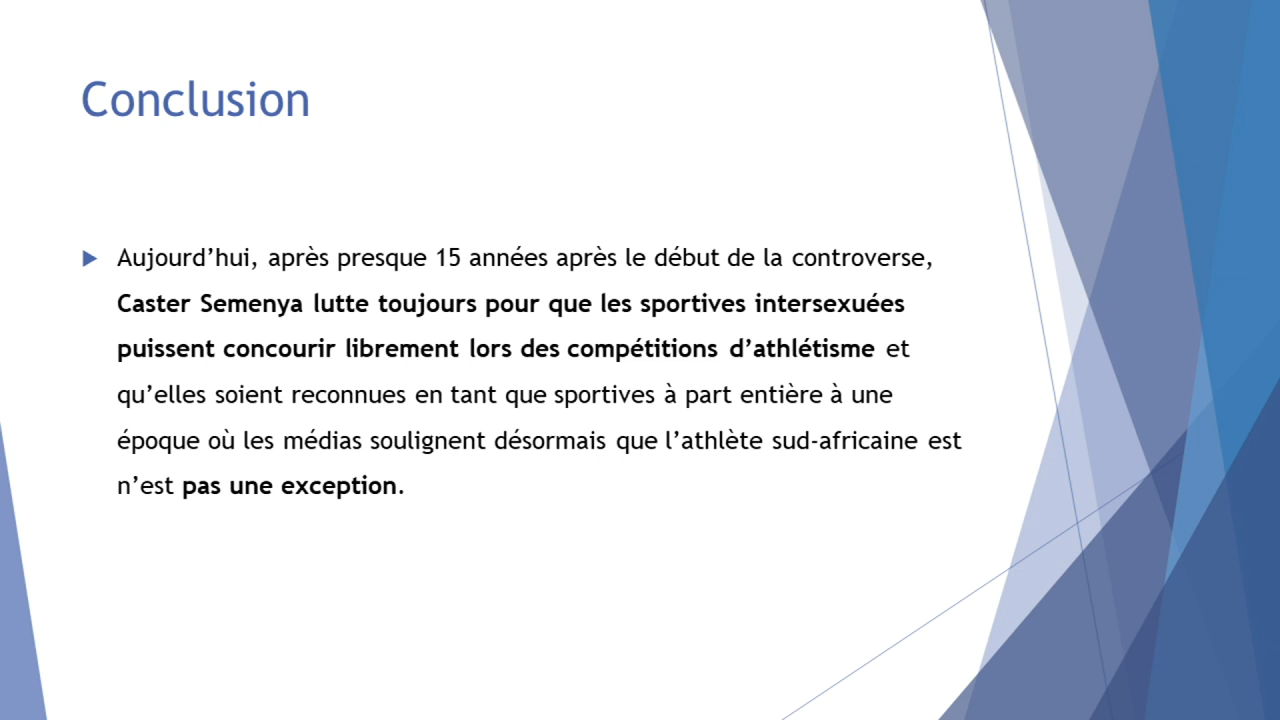 Conclusion
Aujourd’hui, après presque 15 années après le début de la controverse,
Caster Semenya lutte toujours pour que les sportives intersexuées
puissent concourir librement lors des compétitions d’athlétisme et
qu’elles soient reconnues en tant que sportives à part entière à une
époque où les médias soulignent désormais que l’athlète sud-africaine est
n’est pas une exception.